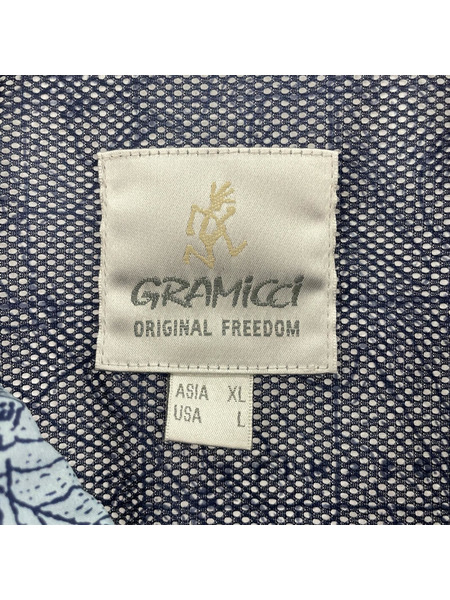 GRAMiCCi
ORIGINAL FREEDOM
ASIA XL
USA L